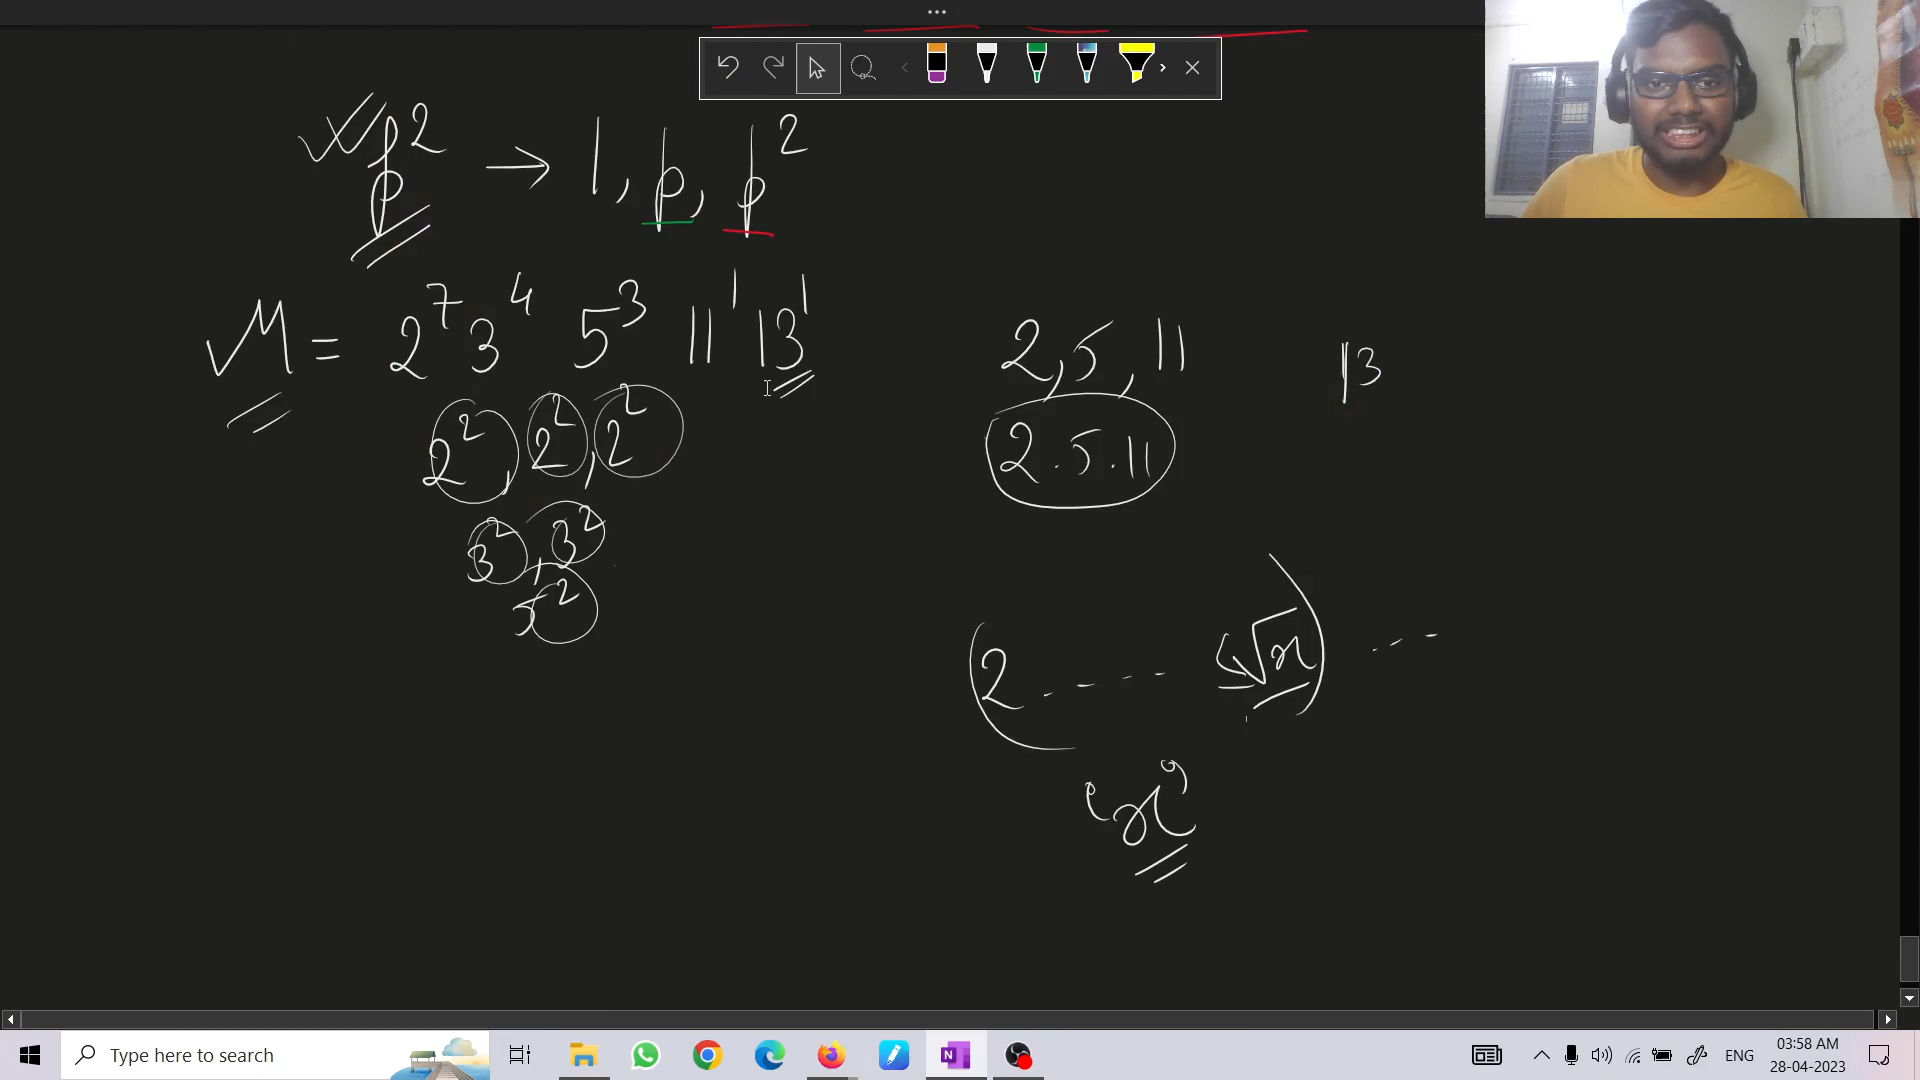 p² → 1, p, p²
p
M = 2⁷ 3⁴ 5³ 11¹ 13¹
2, 5, 11
13
2², 2², 2²
2 . 5 . 11
3², 3²
5²
2 - - - - √x - - -
x
Type here to search
ENG
03:58 AM
28-04-2023